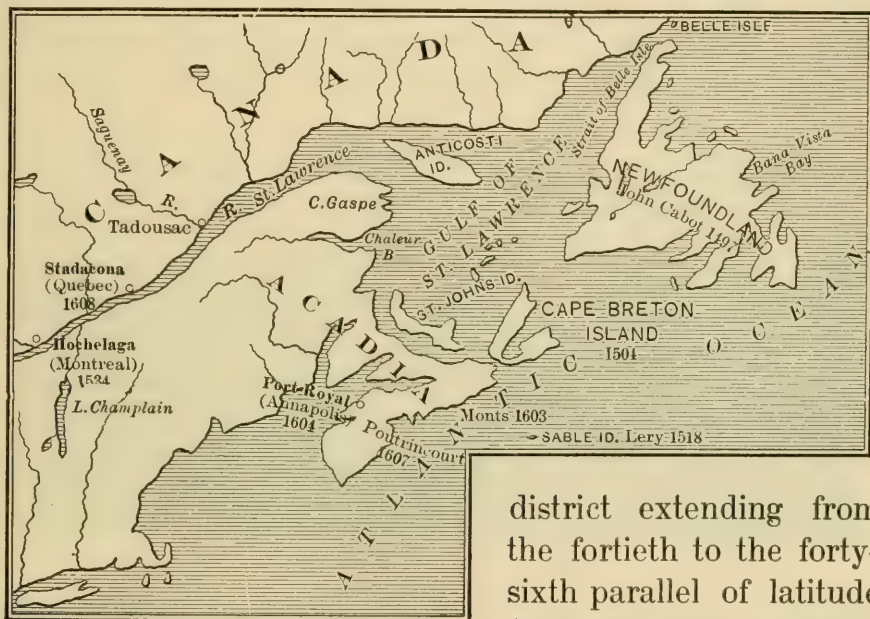 BELLE ISLE
CANADA
Strait of Belle Isle
Saguenay
R.
ANTICOSTI
ID.
R. St. Lawrence
GULF OF
ST. LAWRENCE
NEWFOUNDLAND
John Cabot 1497
Bana Vista
Bay
Tadousac
C. Gaspe
Chaleur
B
Stadacona
(Quebec)
1608
ST. JOHNS ID.
CAPE BRETON
ISLAND
1504
ACADIA
Hochelaga
(Montreal)
L. Champlain
Port-Royal
(Annapolis)
1604
Poutrincourt
1607
Monts 1603
SABLE ID. Lery 1518
ATLANTIC OCEAN
district extending from
the fortieth to the forty-
sixth parallel of latitude